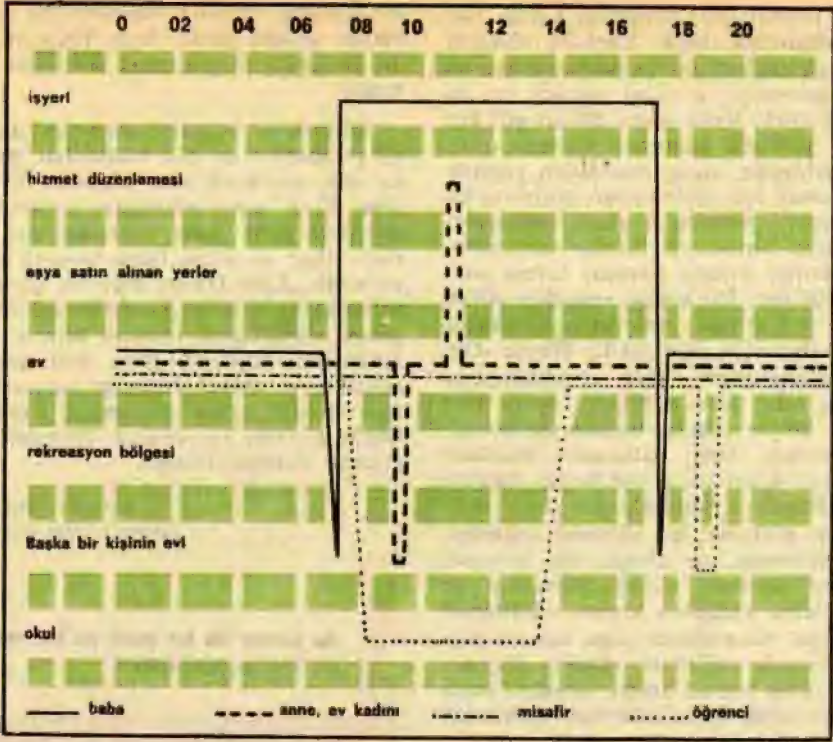 0 02 04 06 08 10 12 14 16 18 20
işyeri
hizmet düzenlemesi
eşya satın alınan yerler
ev
rekreasyon bölgesi
Başka bir kişinin evi
okul
baba anne, ev kadını misafir öğrenci